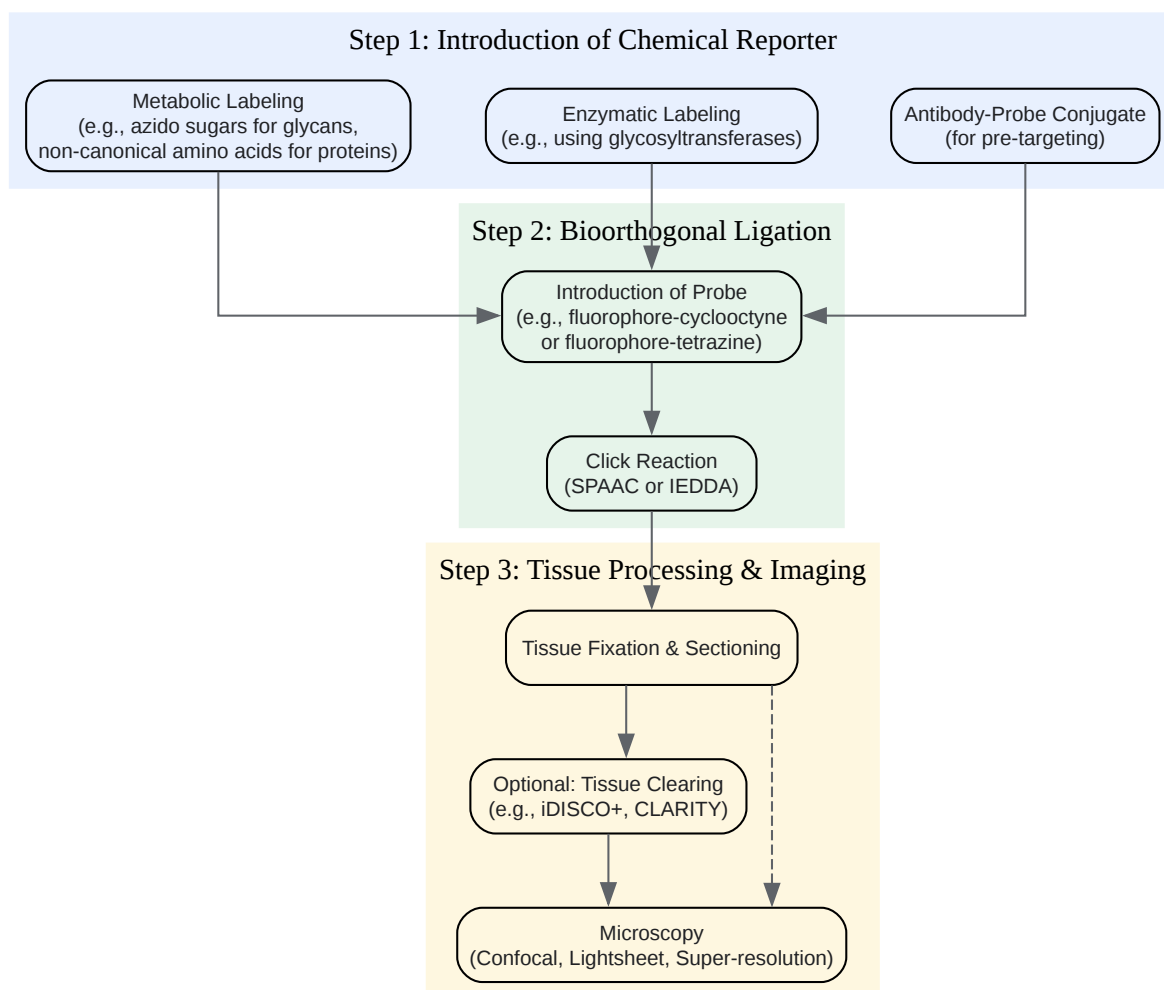 Step 1: Introduction of Chemical Reporter
Metabolic Labeling
(e.g., azido sugars for glycans,
non-canonical amino acids for proteins)
Enzymatic Labeling
(e.g., using glycosyltransferases)
Antibody-Probe Conjugate
(for pre-targeting)
Step 2: Bioorthogonal Ligation
Introduction of Probe
(e.g., fluorophore-cyclooctyne
or fluorophore-tetrazine)
Click Reaction
(SPAAC or IEDDA)
Step 3: Tissue Processing & Imaging
Tissue Fixation & Sectioning
Optional: Tissue Clearing
(e.g., iDISCO+, CLARITY)
Microscopy
(Confocal, Lightsheet, Super-resolution)